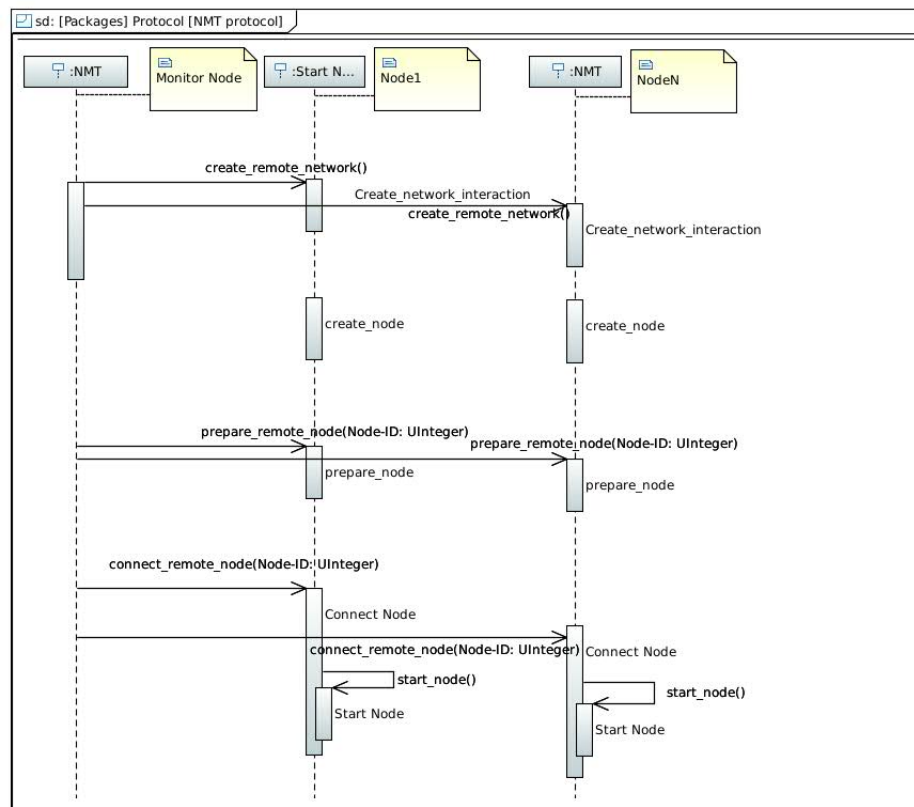 sd: [Packages] Protocol [NMT protocol]
:NMT
Monitor Node
:Start N...
Node1
:NMT
NodeN
create_remote_network()
Create_network_interaction
create_remote_network()
Create_network_interaction
create_node
create_node
prepare_remote_node(Node-ID: UInteger)
prepare_remote_node(Node-ID: UInteger)
prepare_node
prepare_node
connect_remote_node(Node-ID: UInteger)
Connect Node
connect_remote_node(Node-ID: UInteger)
Connect Node
start_node()
start_node()
Start Node
Start Node